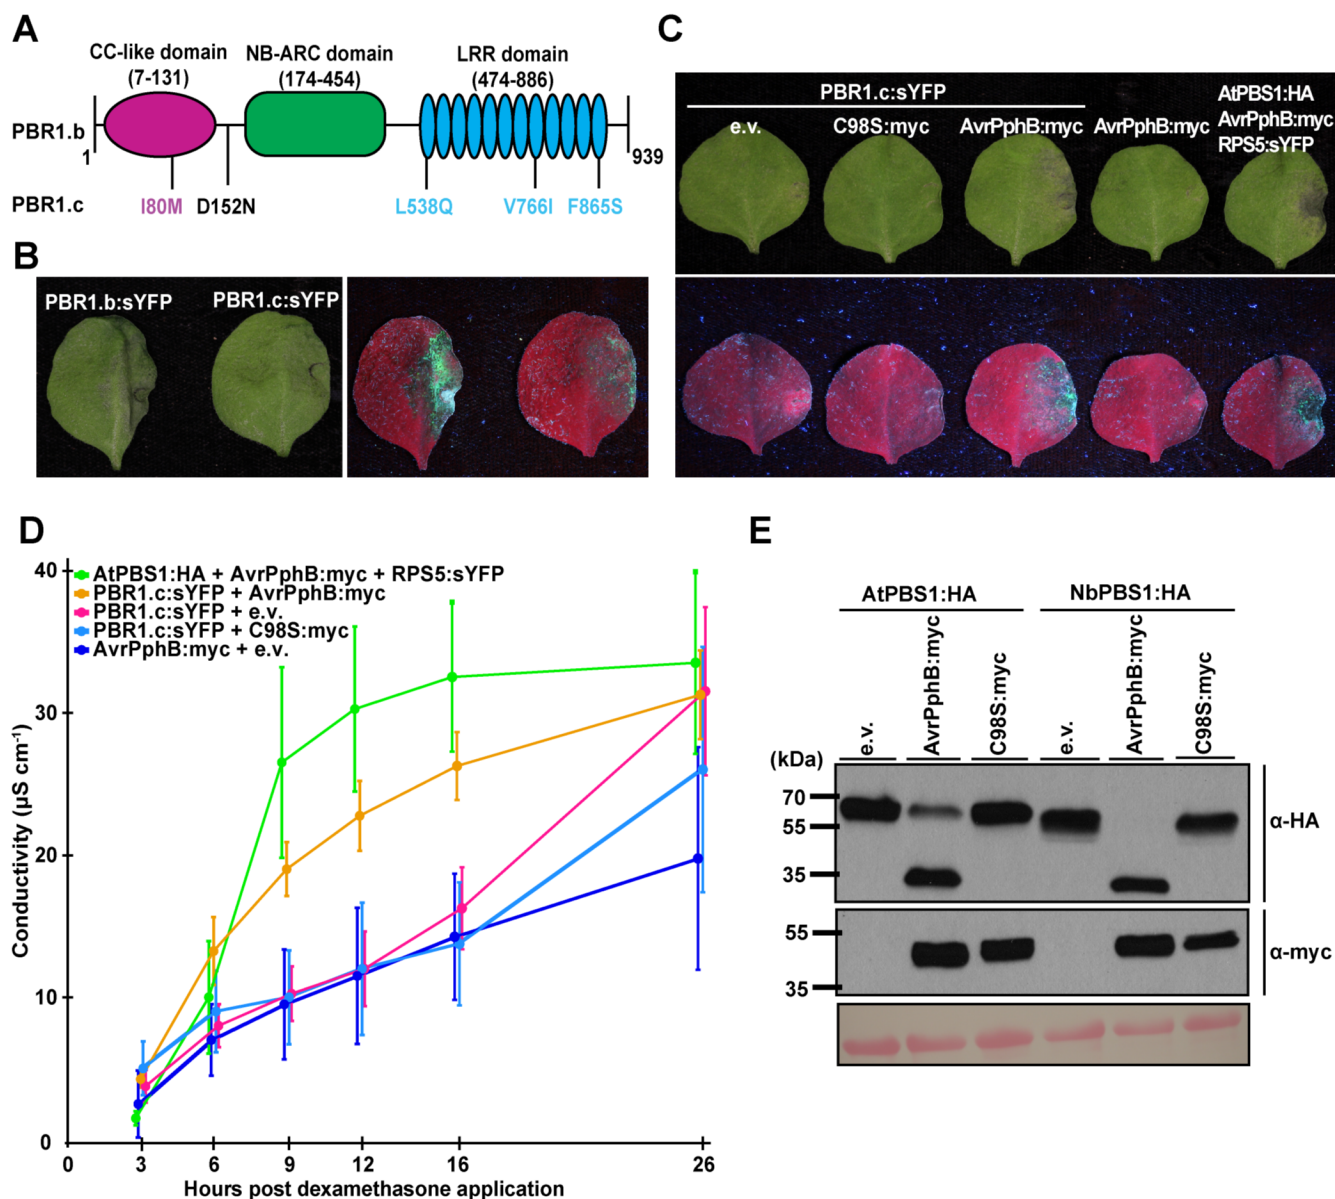 A
CC-like domain
(7-131)
NB-ARC domain
(174-454)
LRR domain
(474-886)
PBR1.b
1
939
PBR1.c
I80M
D152N
L538Q
V766I
F865S
B
PBR1.b:sYFP
PBR1.c:sYFP
C
PBR1.c:sYFP
e.v.
C98S:myc
AvrPphB:myc
AvrPphB:myc
AtPBS1:HA
AvrPphB:myc
RPS5:sYFP
D
AtPBS1:HA + AvrPphB:myc + RPS5:sYFP
PBR1.c:sYFP + AvrPphB:myc
PBR1.c:sYFP + e.v.
PBR1.c:sYFP + C98S:myc
AvrPphB:myc + e.v.
Conductivity (µS cm⁻¹)
40
30
20
10
0
0 3 6 9 12 16 26
Hours post dexamethasone application
E
AtPBS1:HA
NbPBS1:HA
e.v.
AvrPphB:myc
C98S:myc
e.v.
AvrPphB:myc
C98S:myc
(kDa)
70
55
35
α-HA
55
35
α-myc